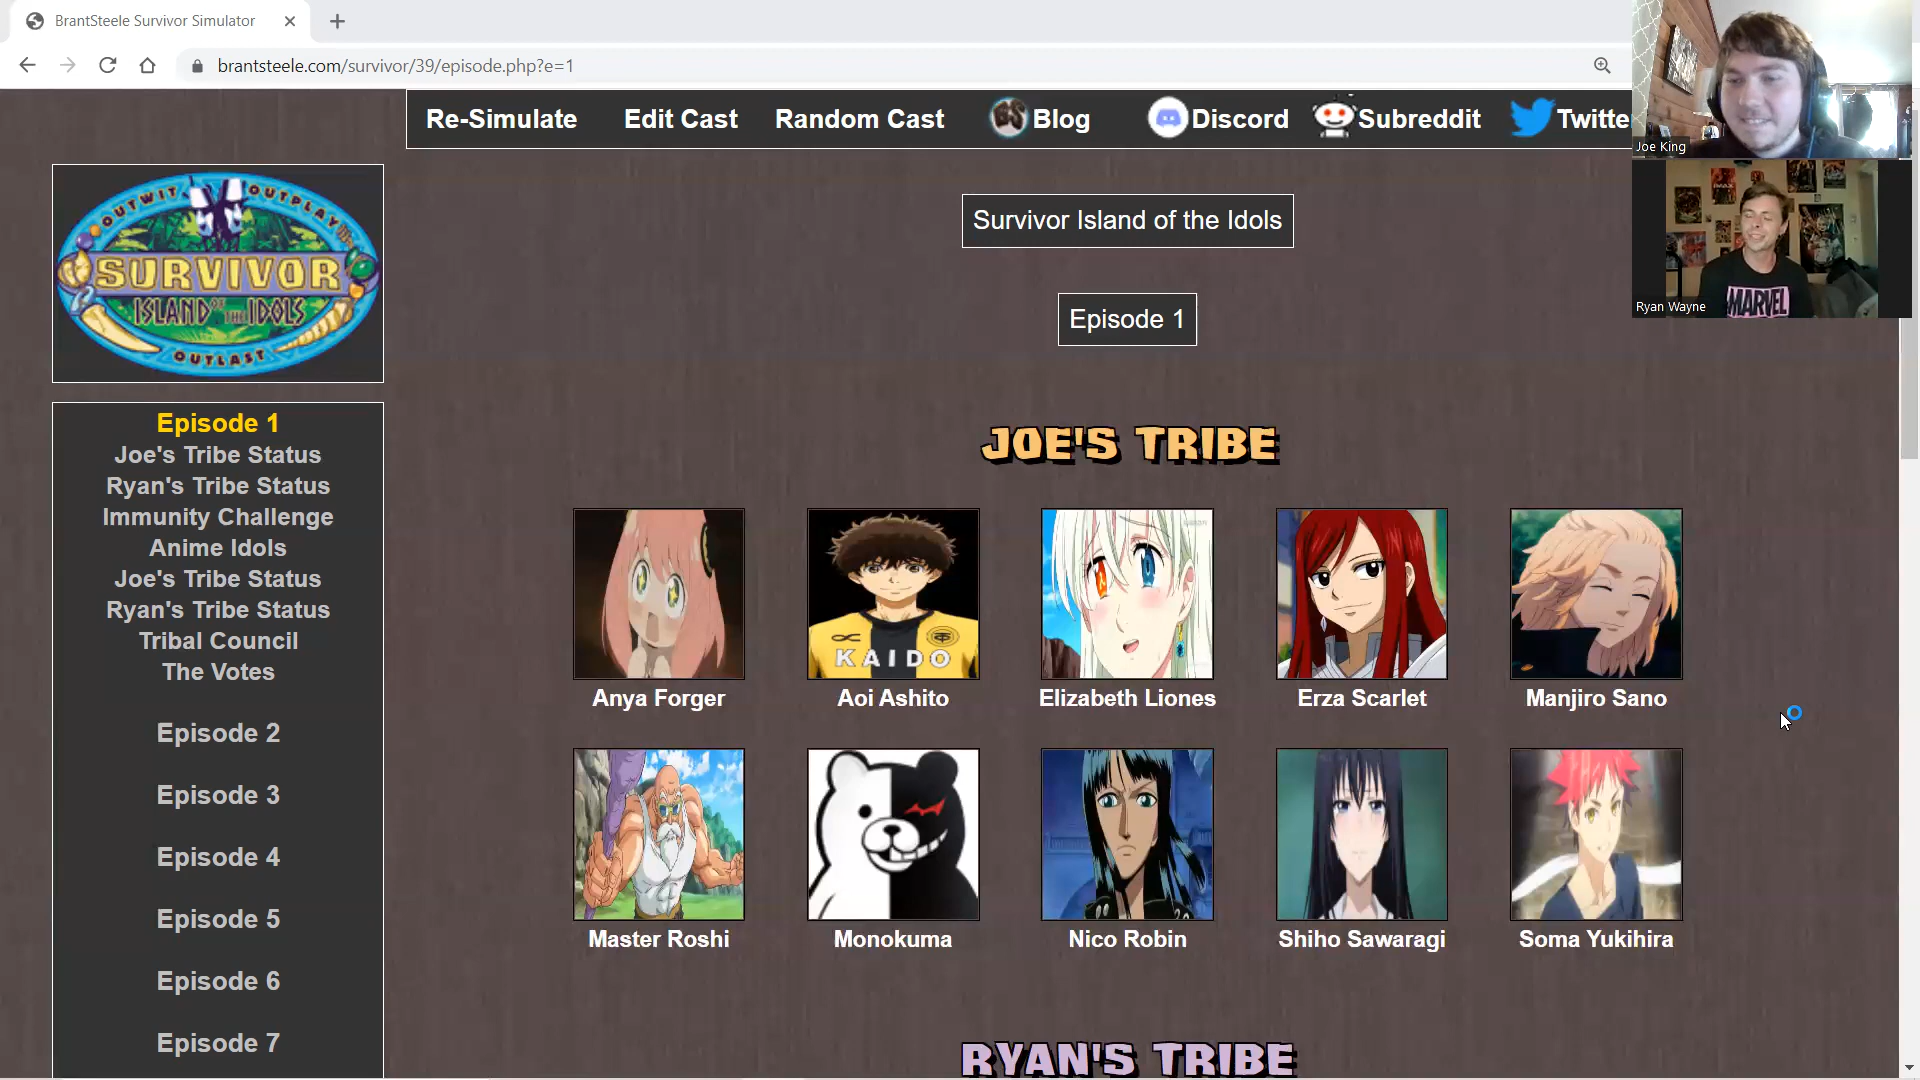 BrantSteele Survivor Simulator
brantsteele.com/survivor/39/episode.php?e=1
Re-Simulate Edit Cast Random Cast Blog Discord Subreddit Twitte
Joe King
Ryan Wayne
MARVEL
OUTWIT OUTPLAY
SURVIVOR
ISLAND OF THE IDOLS
OUTLAST
Survivor Island of the Idols
Episode 1
Episode 1
Joe's Tribe Status
Ryan's Tribe Status
Immunity Challenge
Anime Idols
Joe's Tribe Status
Ryan's Tribe Status
Tribal Council
The Votes
Episode 2
Episode 3
Episode 4
Episode 5
Episode 6
Episode 7
JOE'S TRIBE
KAIDO
Anya Forger Aoi Ashito Elizabeth Liones Erza Scarlet Manjiro Sano
Master Roshi Monokuma Nico Robin Shiho Sawaragi Soma Yukihira
RYAN'S TRIBE